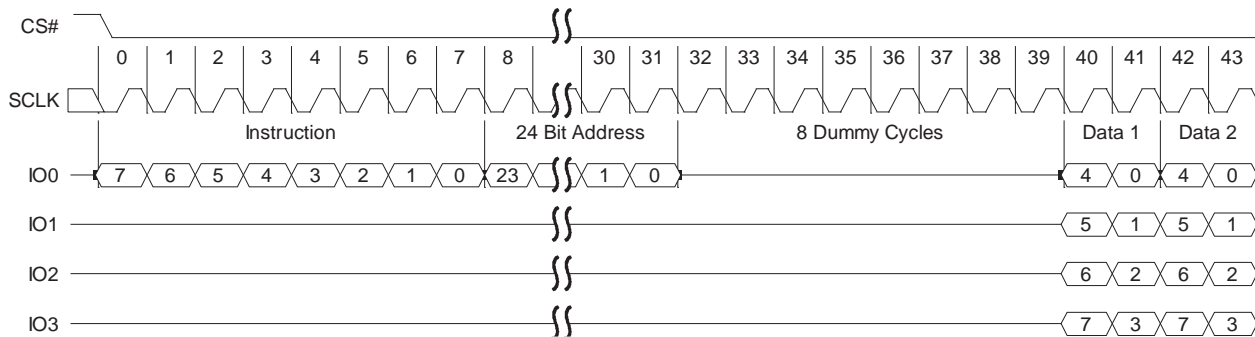 CS#
0 1 2 3 4 5 6 7 8 30 31 32 33 34 35 36 37 38 39 40 41 42 43
SCLK
Instruction 24 Bit Address 8 Dummy Cycles Data 1 Data 2
IO0 7 6 5 4 3 2 1 0 23 1 0 4 0 4 0
IO1 5 1 5 1
IO2 6 2 6 2
IO3 7 3 7 3